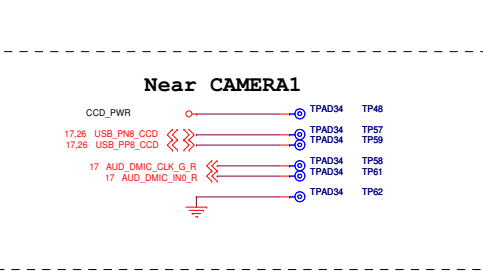 Near CAMERA1
CCD_PWR TPAD34 TP48
17,26 USB_PN8_CCD TPAD34 TP57
17,26 USB_PP8_CCD TPAD34 TP59
17 AUD_DMIC_CLK_G_R TPAD34 TP58
17 AUD_DMIC_IN0_R TPAD34 TP61
TPAD34 TP62